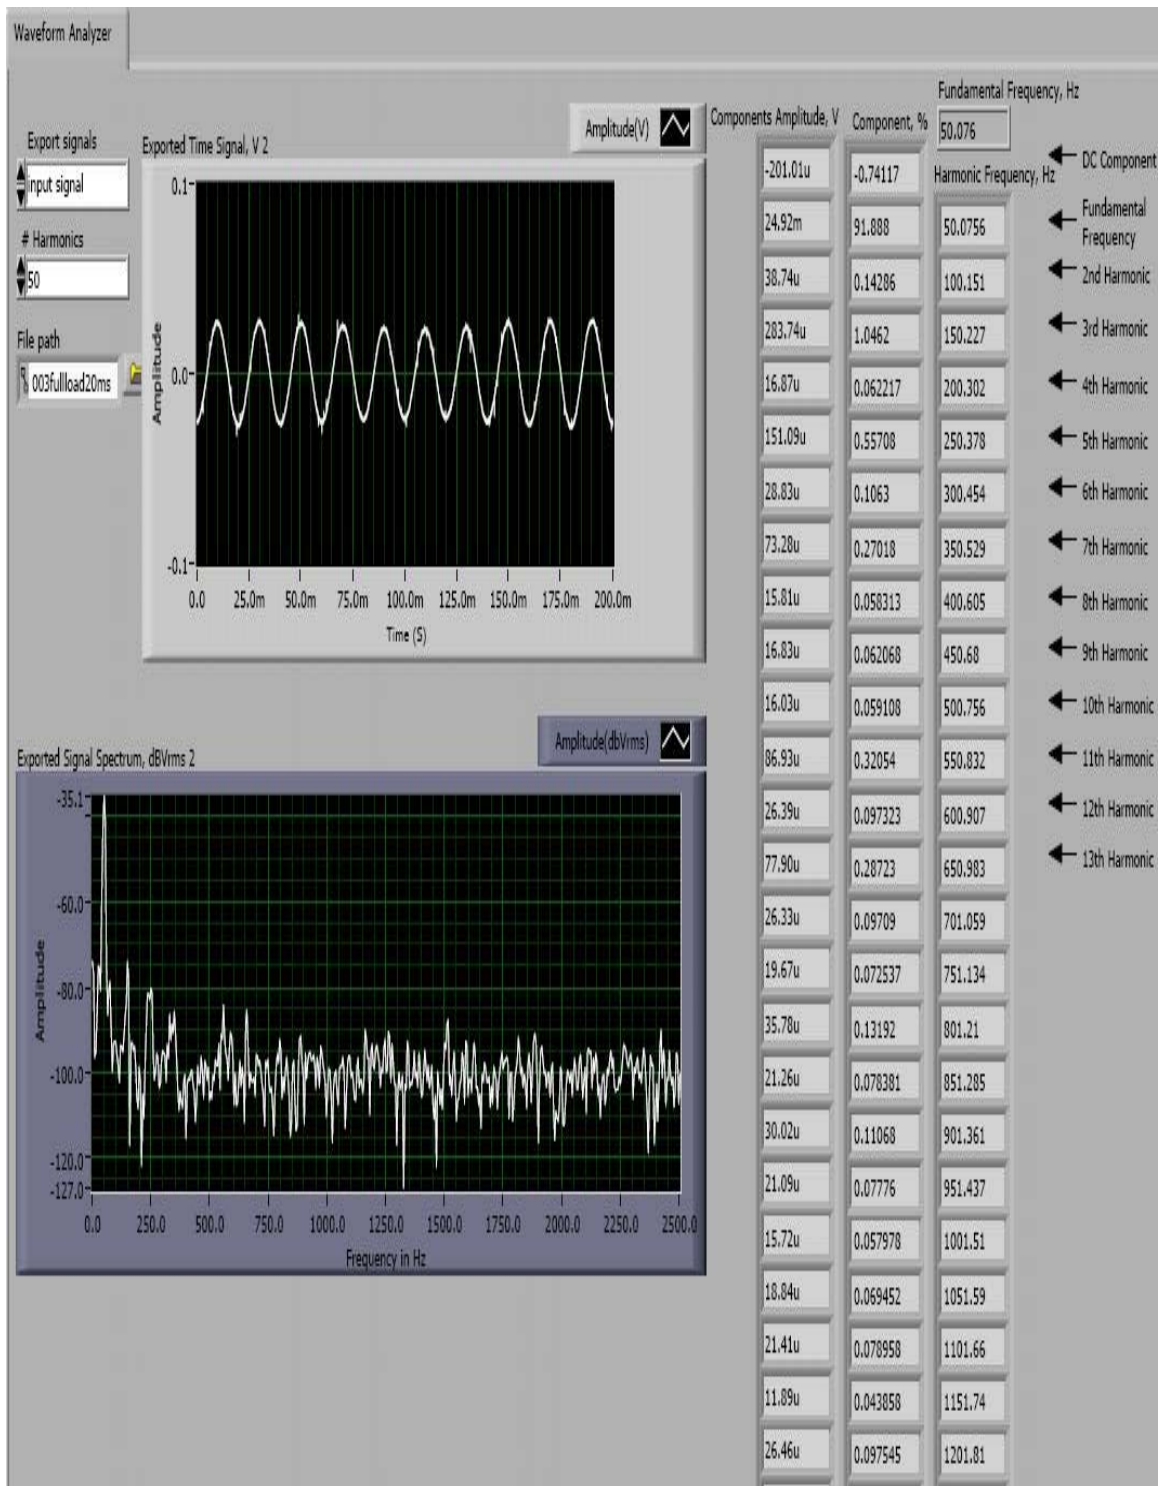 Waveform Analyzer
Export signals
input signal
# Harmonics
50
File path
003fullload20ms
Exported Time Signal, V 2
Amplitude(V)
Amplitude
0.1
0.0
-0.1
0.0 25.0m 50.0m 75.0m 100.0m 125.0m 150.0m 175.0m 200.0m
Time (S)
Exported Signal Spectrum, dBVrms 2
Amplitude(dbVrms)
Amplitude
-35.1
-60.0
-80.0
-100.0
-120.0
-127.0
0.0 250.0 500.0 750.0 1000.0 1250.0 1500.0 1750.0 2000.0 2250.0 2500.0
Frequency in Hz
Fundamental Frequency, Hz
50.076
Components Amplitude, V Component, % Harmonic Frequency, Hz
-201.01u -0.74117 DC Component
24.92m 91.888 50.0756 Fundamental Frequency
38.74u 0.14286 100.151 2nd Harmonic
283.74u 1.0462 150.227 3rd Harmonic
16.87u 0.062217 200.302 4th Harmonic
151.09u 0.55708 250.378 5th Harmonic
28.83u 0.1063 300.454 6th Harmonic
73.28u 0.27018 350.529 7th Harmonic
15.81u 0.058313 400.605 8th Harmonic
16.83u 0.062068 450.68 9th Harmonic
16.03u 0.059108 500.756 10th Harmonic
86.93u 0.32054 550.832 11th Harmonic
26.39u 0.097323 600.907 12th Harmonic
77.90u 0.28723 650.983 13th Harmonic
26.33u 0.09709 701.059
19.67u 0.072537 751.134
35.78u 0.13192 801.21
21.26u 0.078381 851.285
30.02u 0.11068 901.361
21.09u 0.07776 951.437
15.72u 0.057978 1001.51
18.84u 0.069452 1051.59
21.41u 0.078958 1101.66
11.89u 0.043858 1151.74
26.46u 0.097545 1201.81